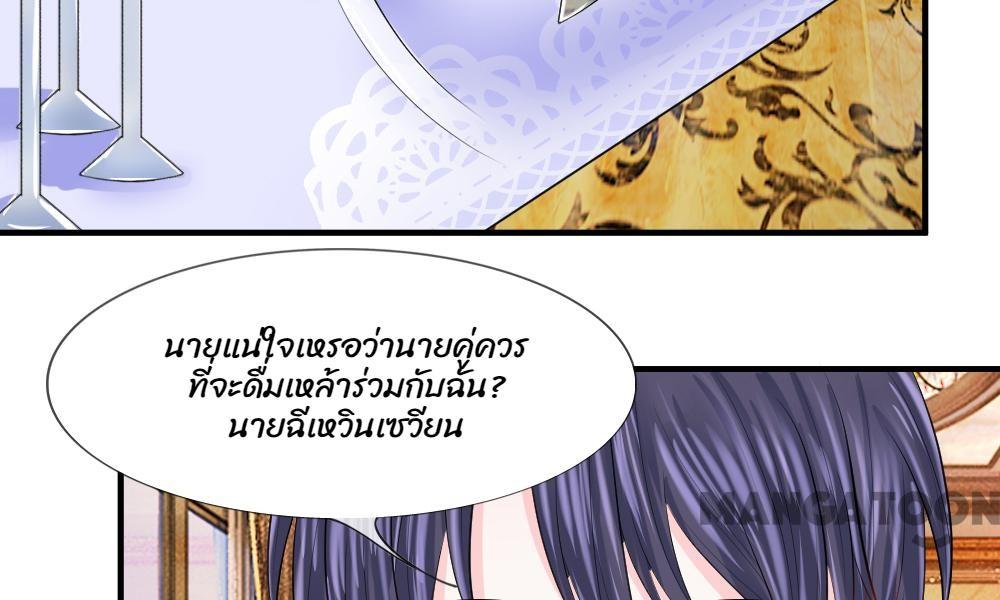 นายแน่ใจเหรอว่านายคู่ควร
ที่จะดื่มเหล้าร่วมกับฉัน?
นายฉีเหวินเซวียน
MANGATOON